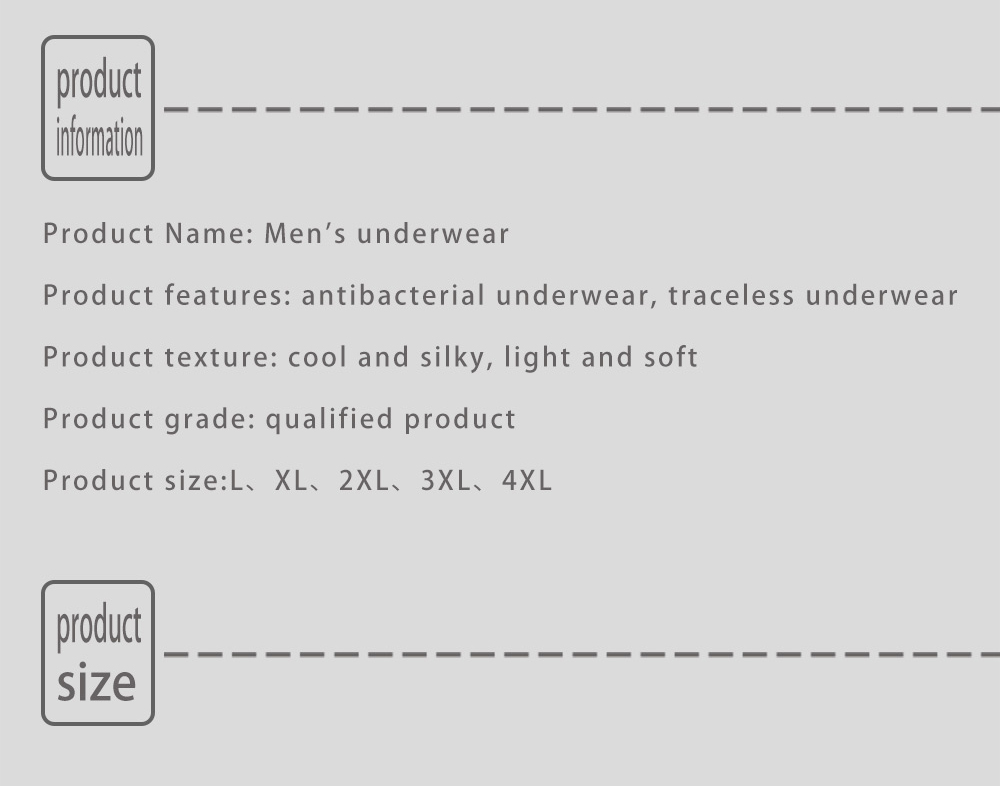 product
information
Product Name: Men’s underwear
Product features: antibacterial underwear, traceless underwear
Product texture: cool and silky, light and soft
Product grade: qualified product
Product size:L、XL、2XL、3XL、4XL
product
size